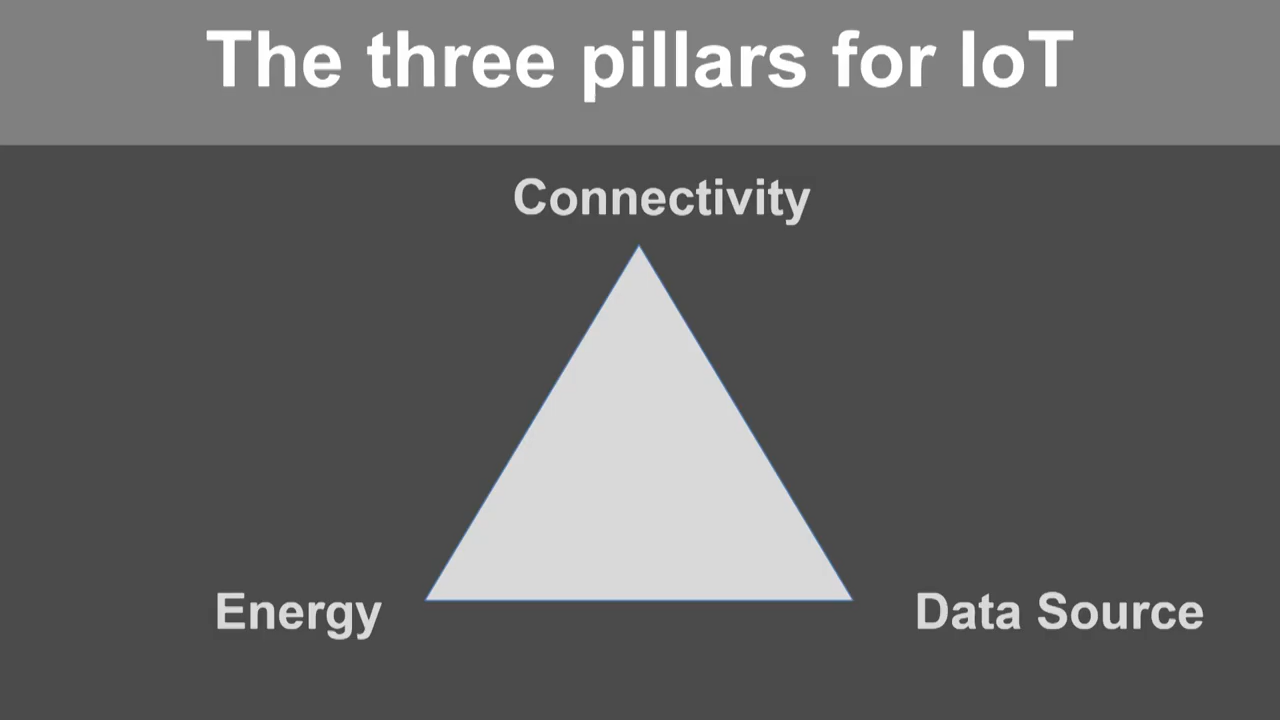 The three pillars for IoT
Connectivity
Energy
Data Source